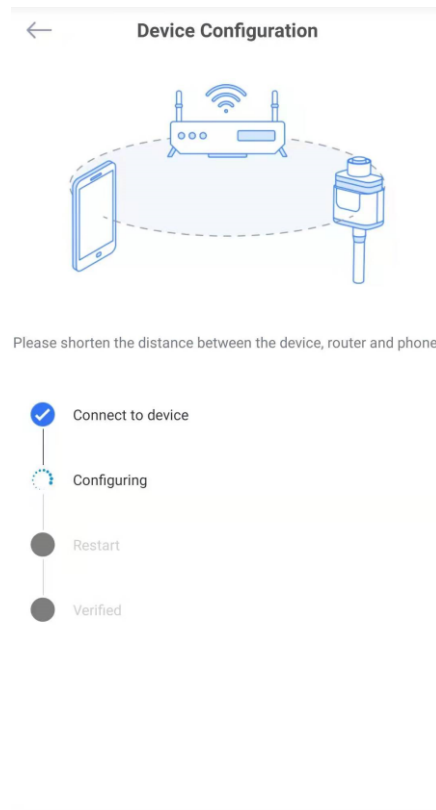 Device Configuration
Please shorten the distance between the device, router and phone
Connect to device
Configuring
Restart
Verified